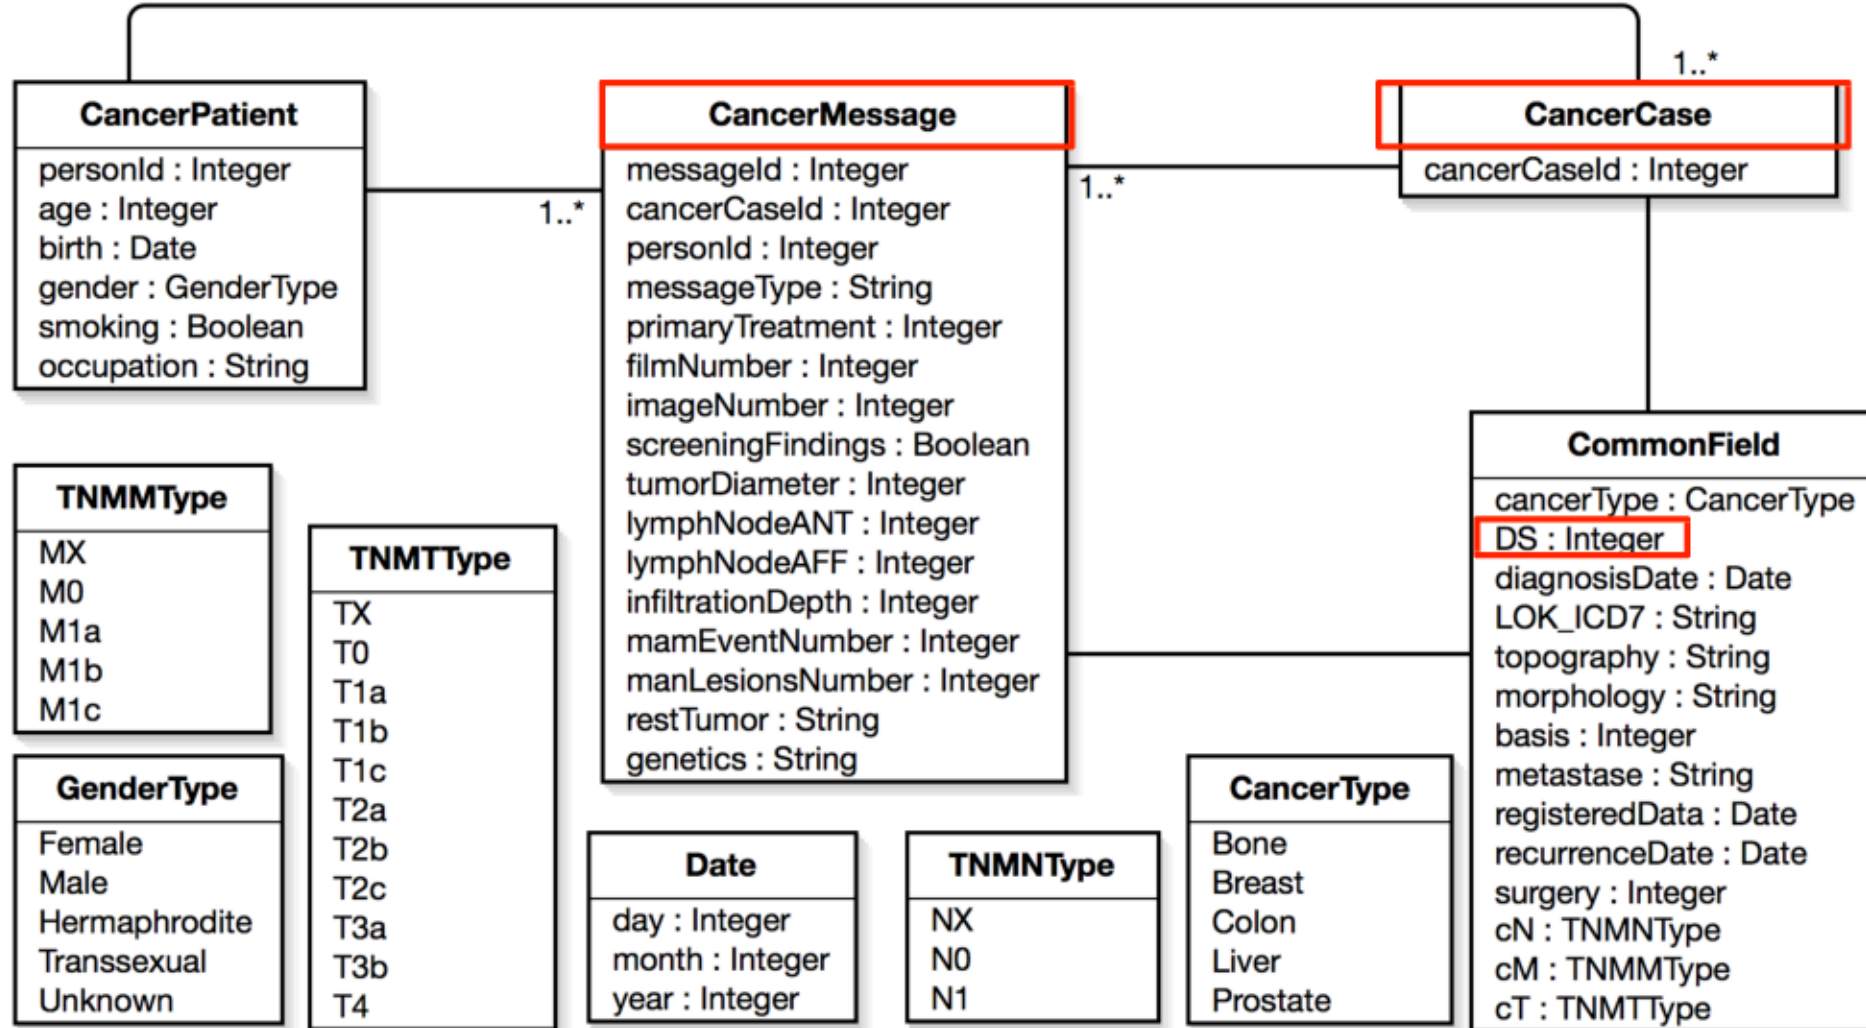 1..*
CancerPatient
personId : Integer
age : Integer
birth : Date
gender : GenderType
smoking : Boolean
occupation : String
1..*
CancerMessage
messageId : Integer
cancerCaseId : Integer
personId : Integer
messageType : String
primaryTreatment : Integer
filmNumber : Integer
imageNumber : Integer
screeningFindings : Boolean
tumorDiameter : Integer
lymphNodeANT : Integer
lymphNodeAFF : Integer
infiltrationDepth : Integer
mamEventNumber : Integer
manLesionsNumber : Integer
restTumor : String
genetics : String
1..*
CancerCase
cancerCaseId : Integer
CommonField
cancerType : CancerType
DS : Integer
diagnosisDate : Date
LOK_ICD7 : String
topography : String
morphology : String
basis : Integer
metastase : String
registeredData : Date
recurrenceDate : Date
surgery : Integer
cN : TNMNType
cM : TNMMType
cT : TNMTType
TNMMType
MX
M0
M1a
M1b
M1c
GenderType
Female
Male
Hermaphrodite
Transsexual
Unknown
TNMTType
TX
T0
T1a
T1b
T1c
T2a
T2b
T2c
T3a
T3b
T4
Date
day : Integer
month : Integer
year : Integer
TNMNType
NX
N0
N1
CancerType
Bone
Breast
Colon
Liver
Prostate